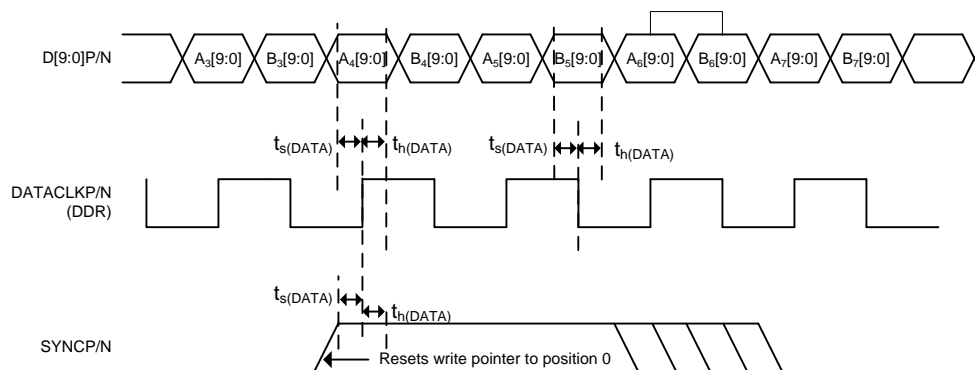 D[9:0]P/N
A3[9:0] B3[9:0] A4[9:0] B4[9:0] A5[9:0] B5[9:0] A6[9:0] B6[9:0] A7[9:0] B7[9:0]
ts(DATA) th(DATA) ts(DATA) th(DATA)
DATACLKP/N
(DDR)
ts(DATA) th(DATA)
SYNCP/N
Resets write pointer to position 0